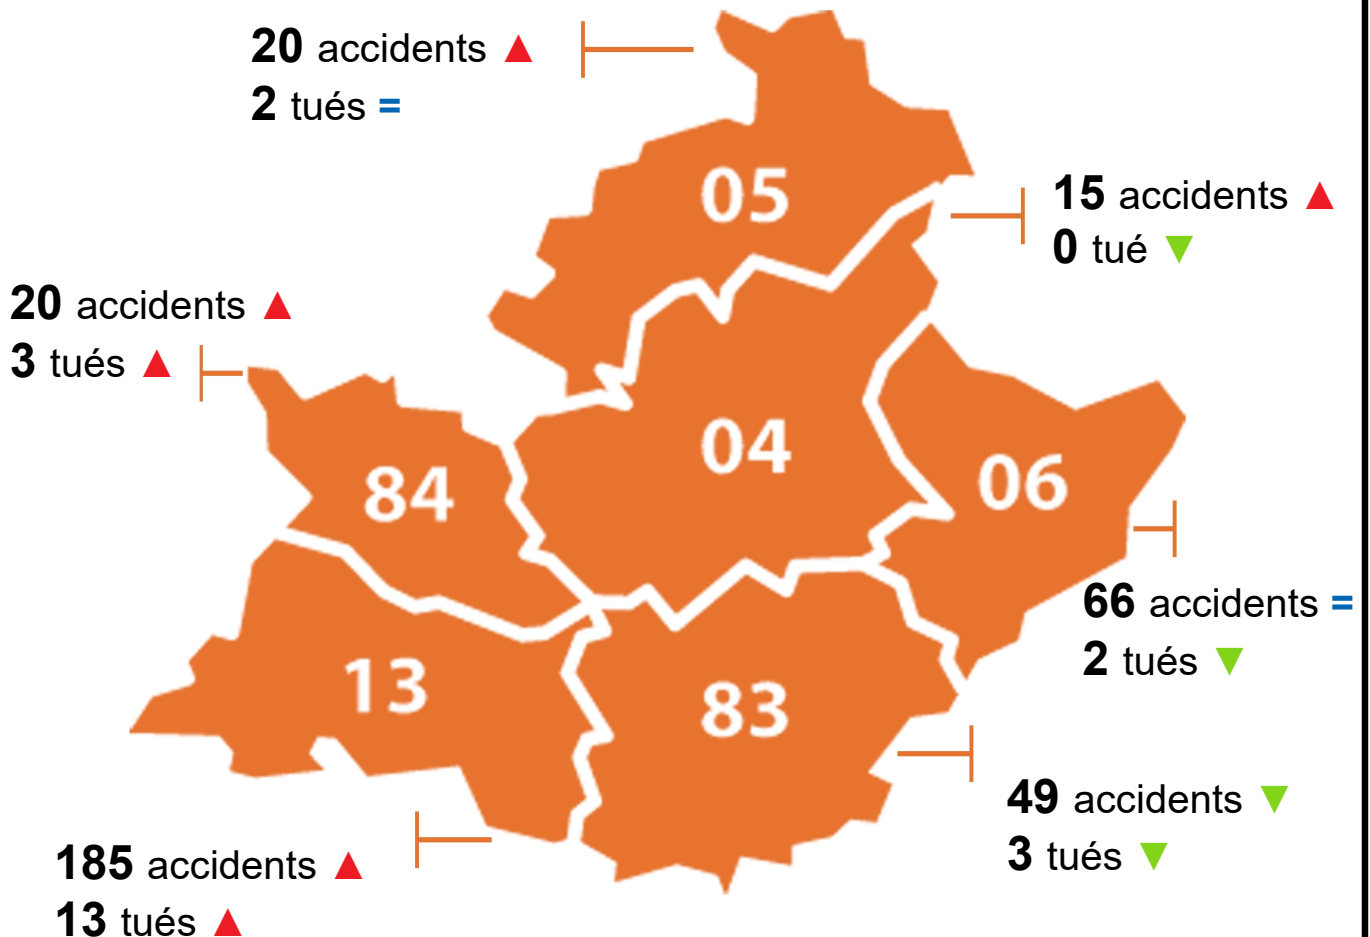 20 accidents ▲
2 tués =
05
15 accidents ▲
0 tué ▼
20 accidents ▲
3 tués ▲
04
84
06
66 accidents =
2 tués ▼
13
83
49 accidents ▼
3 tués ▼
185 accidents ▲
13 tués ▲